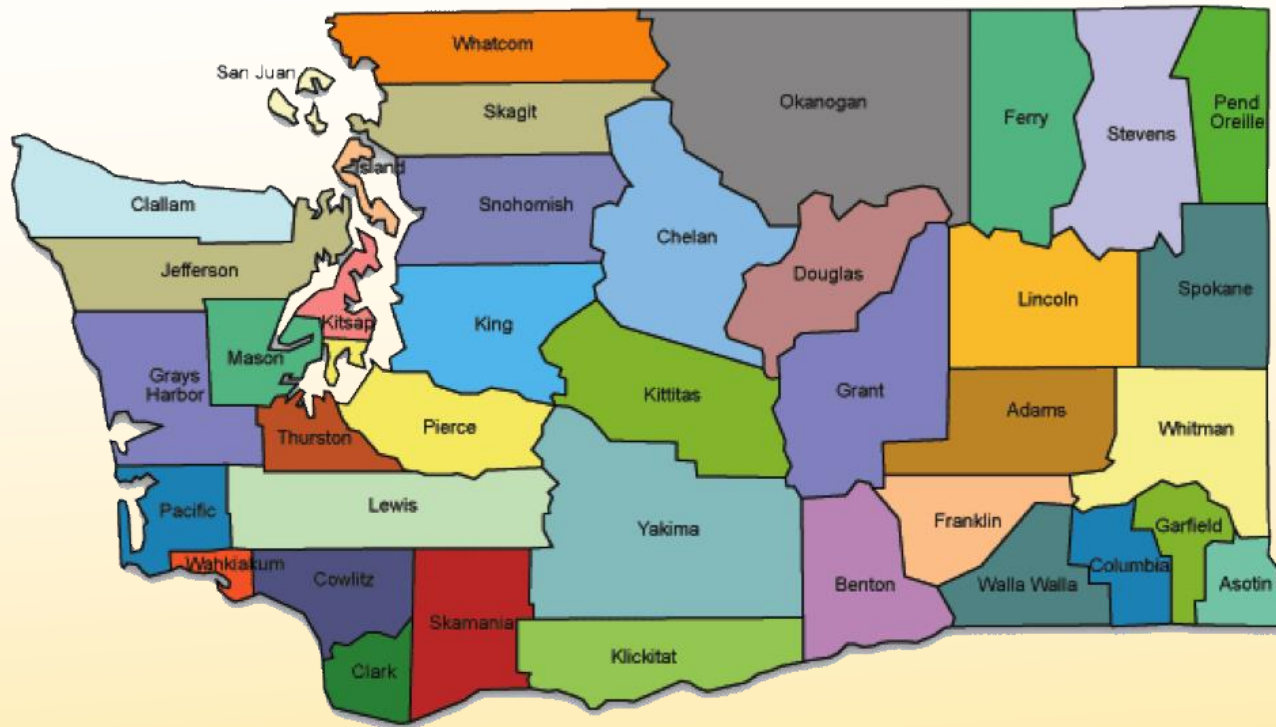 Whatcom
San Juan
Okanogan
Pend
Oreille
Skagit
Ferry
Stevens
Island
Clallam
Snohomish
Chelan
Jefferson
Douglas
Spokane
Lincoln
Kitsap
King
Mason
Grays
Harbor
Kittitas
Grant
Adams
Pierce
Whitman
Thurston
Lewis
Pacific
Yakima
Franklin
Garfield
Wahkiakum
Cowlitz
Columbia
Benton
Walla Walla
Asotin
Skamania
Klickitat
Clark